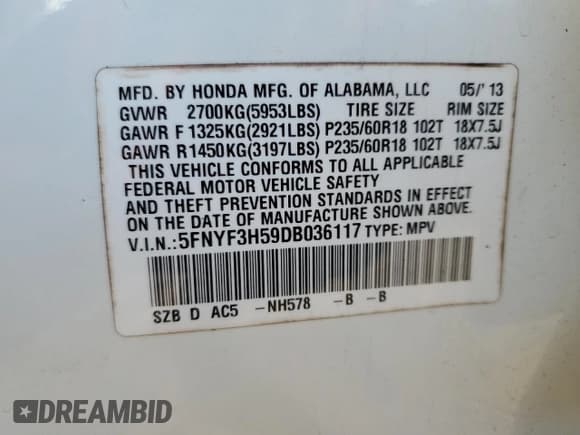 MFD. BY HONDA MFG. OF ALABAMA, LLC 05/'13
GVWR 2700KG(5953LBS) TIRE SIZE RIM SIZE
GAWR F 1325KG(2921LBS) P235/60R18 102T 18X7.5J
GAWR R1450KG(3197LBS) P235/60R18 102T 18X7.5J
THIS VEHICLE CONFORMS TO ALL APPLICABLE
FEDERAL MOTOR VEHICLE SAFETY
AND THEFT PREVENTION STANDARDS IN EFFECT
ON THE DATE OF MANUFACTURE SHOWN ABOVE.
V.I.N.:5FNYF3H59DB036117 TYPE: MPV
SZB D AC5 -NH578 -B -B
DREAMBID